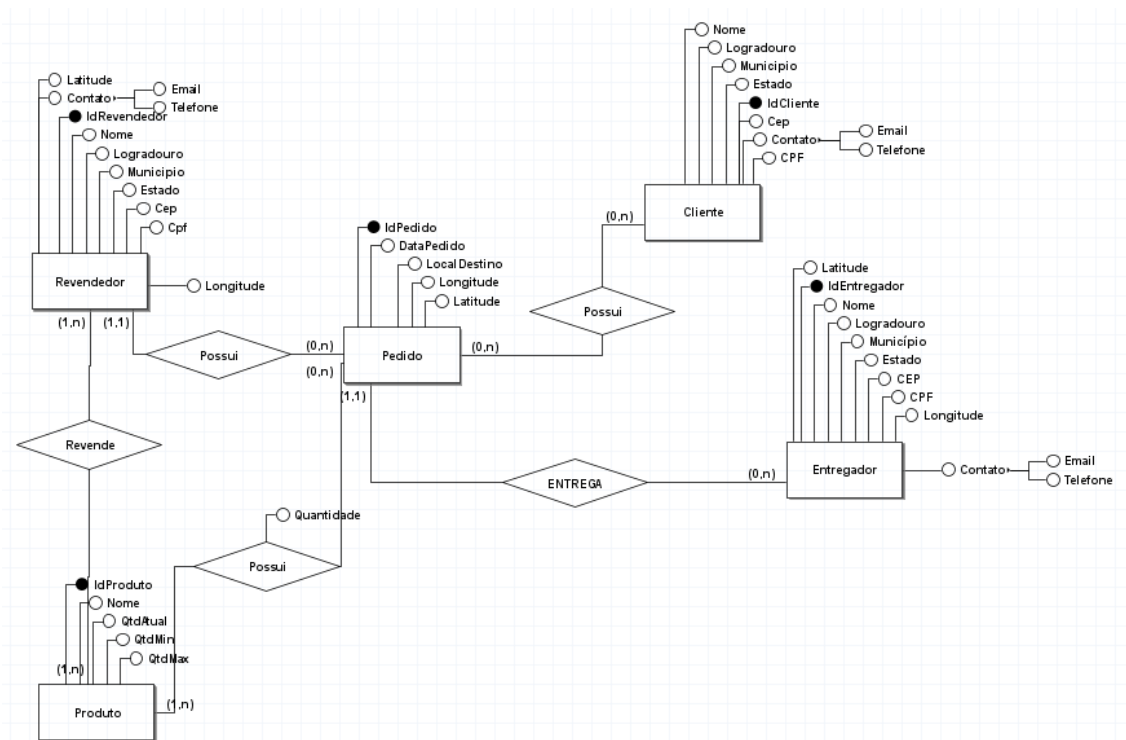 Nome
Logradouro
Municipio
Estado
IdCliente
Cep
Contato
Email
Telefone
CPF
Cliente
(0,n)
Latitude
Contato
Email
Telefone
IdRevendedor
Nome
Logradouro
Municipio
Estado
Cep
Cpf
Revendedor
Longitude
(1,n)
(1,1)
Possui
(0,n)
IdPedido
DataPedido
Local Destino
Longitude
Latitude
Pedido
(0,n)
(0,n)
(1,1)
Possui
Latitude
IdEntregador
Nome
Logradouro
Município
Estado
CEP
CPF
Longitude
Entregador
Contato
Email
Telefone
(0,n)
ENTREGA
Revende
Quantidade
Possui
IdProduto
Nome
QtdAtual
QtdMin
QtdMax
(1,n)
Produto
(1,n)